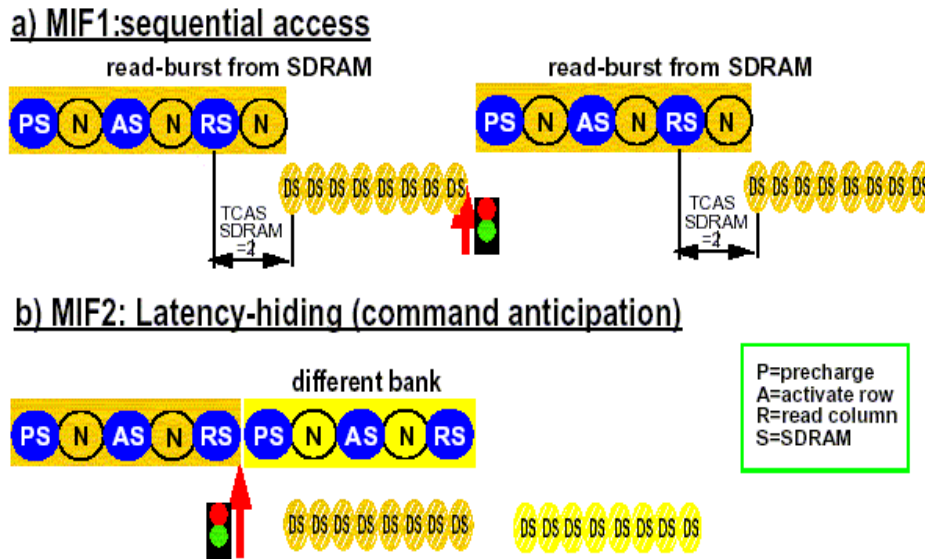 a) MIF1:sequential access
read-burst from SDRAM
read-burst from SDRAM
PS N AS N RS N
PS N AS N RS N
DS DS DS DS DS DS DS DS
DS DS DS DS DS DS DS DS
TCAS
SDRAM
TCAS
SDRAM
b) MIF2: Latency-hiding (command anticipation)
different bank
PS N AS N RS
PS N AS N RS
P=precharge
A=activate row
R=read column
S=SDRAM
DS DS DS DS DS DS DS DS
DS DS DS DS DS DS DS DS